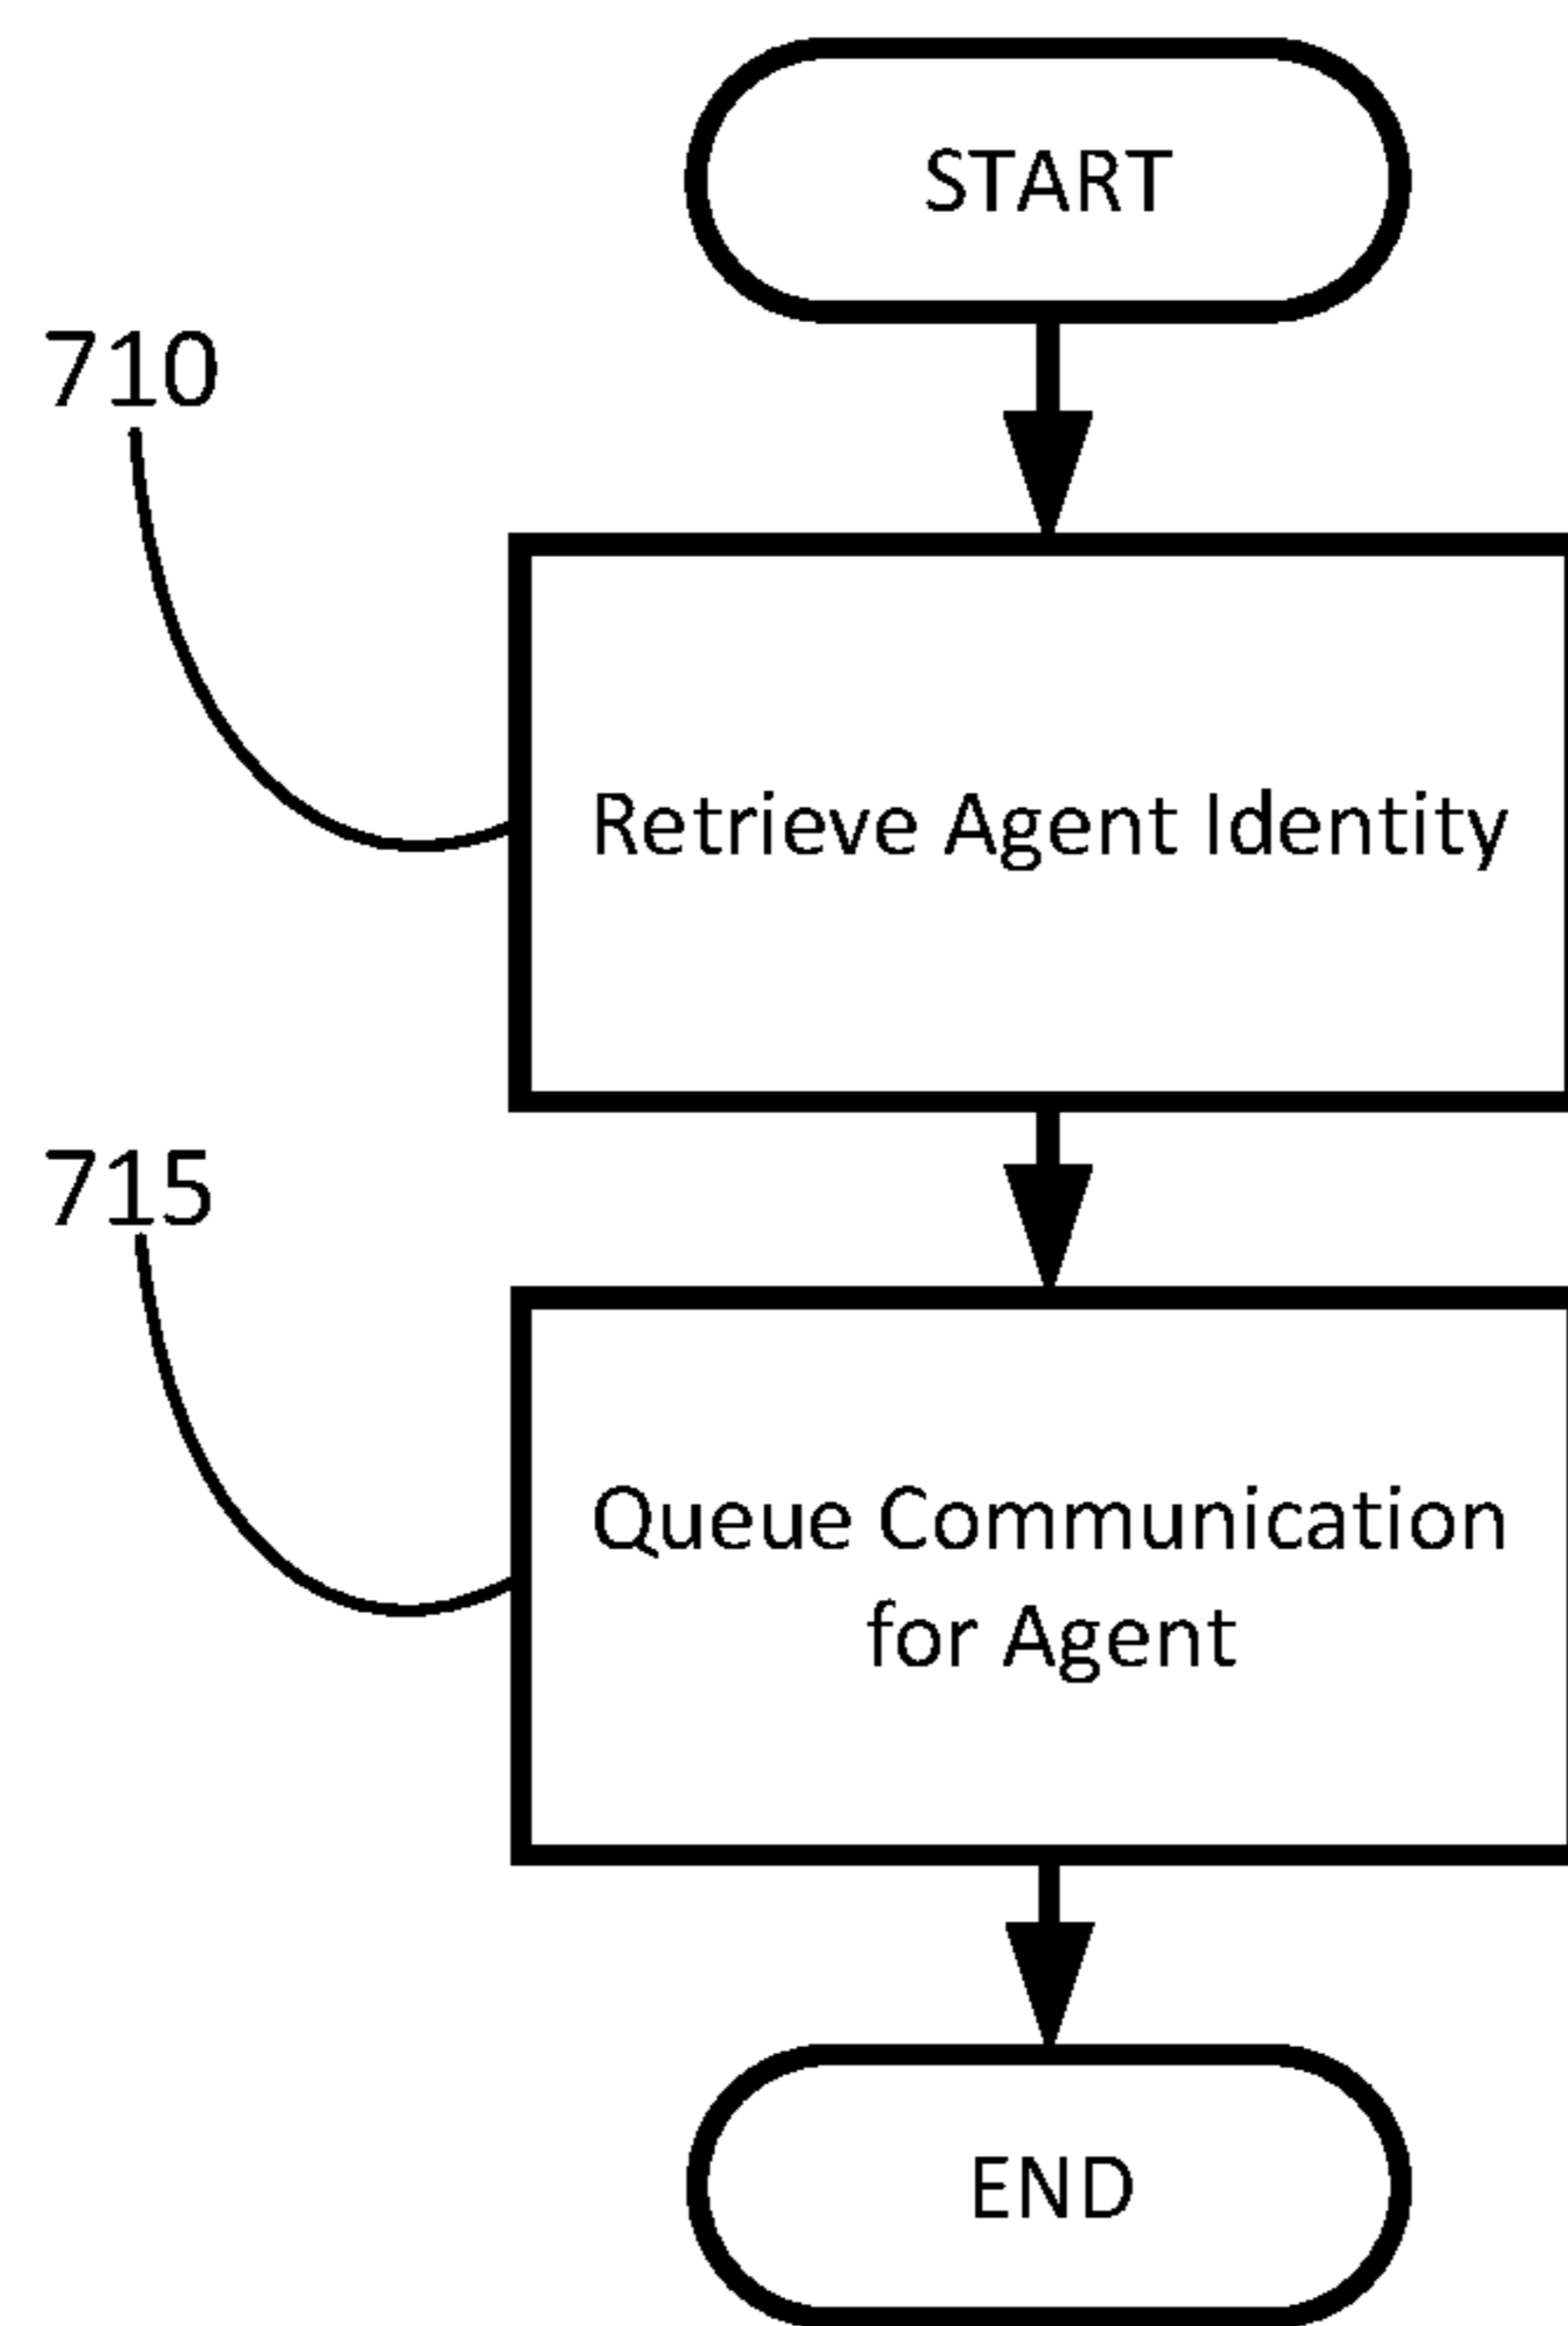 START
710
Retrieve Agent Identity
715
Queue Communication
for Agent
END